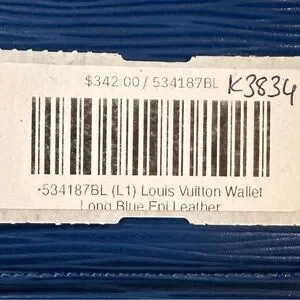 $342.00 / 534187BL K3834
*534187BL (L1) Louis Vuitton Wallet
Long Blue Epi Leather